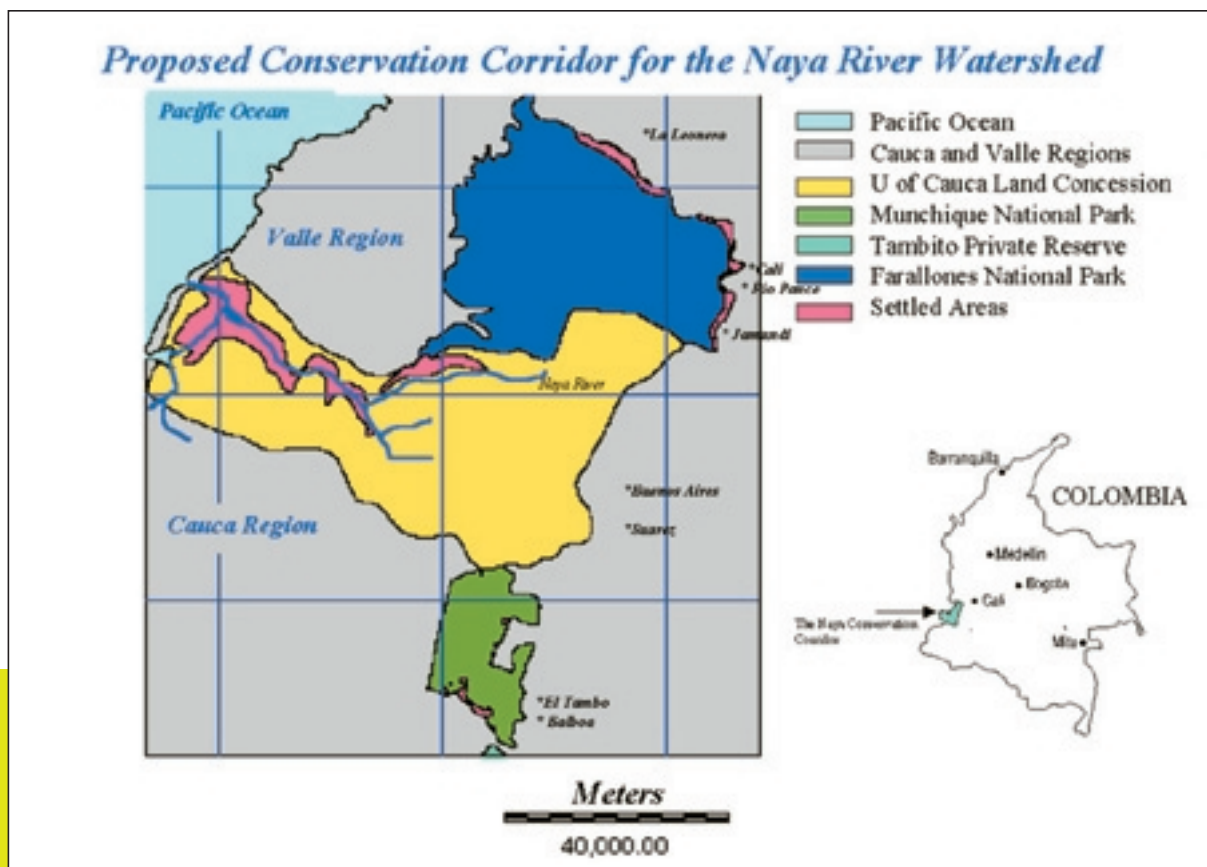 Proposed Conservation Corridor for the Naya River Watershed
Pacific Ocean
*La Leonera
Valle Region
*Cali
*Rio Pance
*Jamundi
Naya River
*Buenos Aires
*Suarez
Cauca Region
*El Tambo
*Balboa
Pacific Ocean
Cauca and Valle Regions
U of Cauca Land Concession
Munchique National Park
Tambito Private Reserve
Farallones National Park
Settled Areas
Barranquilla
COLOMBIA
Medelin
Bogota
Cali
The Naya Conservation
Corridor
Mitu
Meters
40,000.00